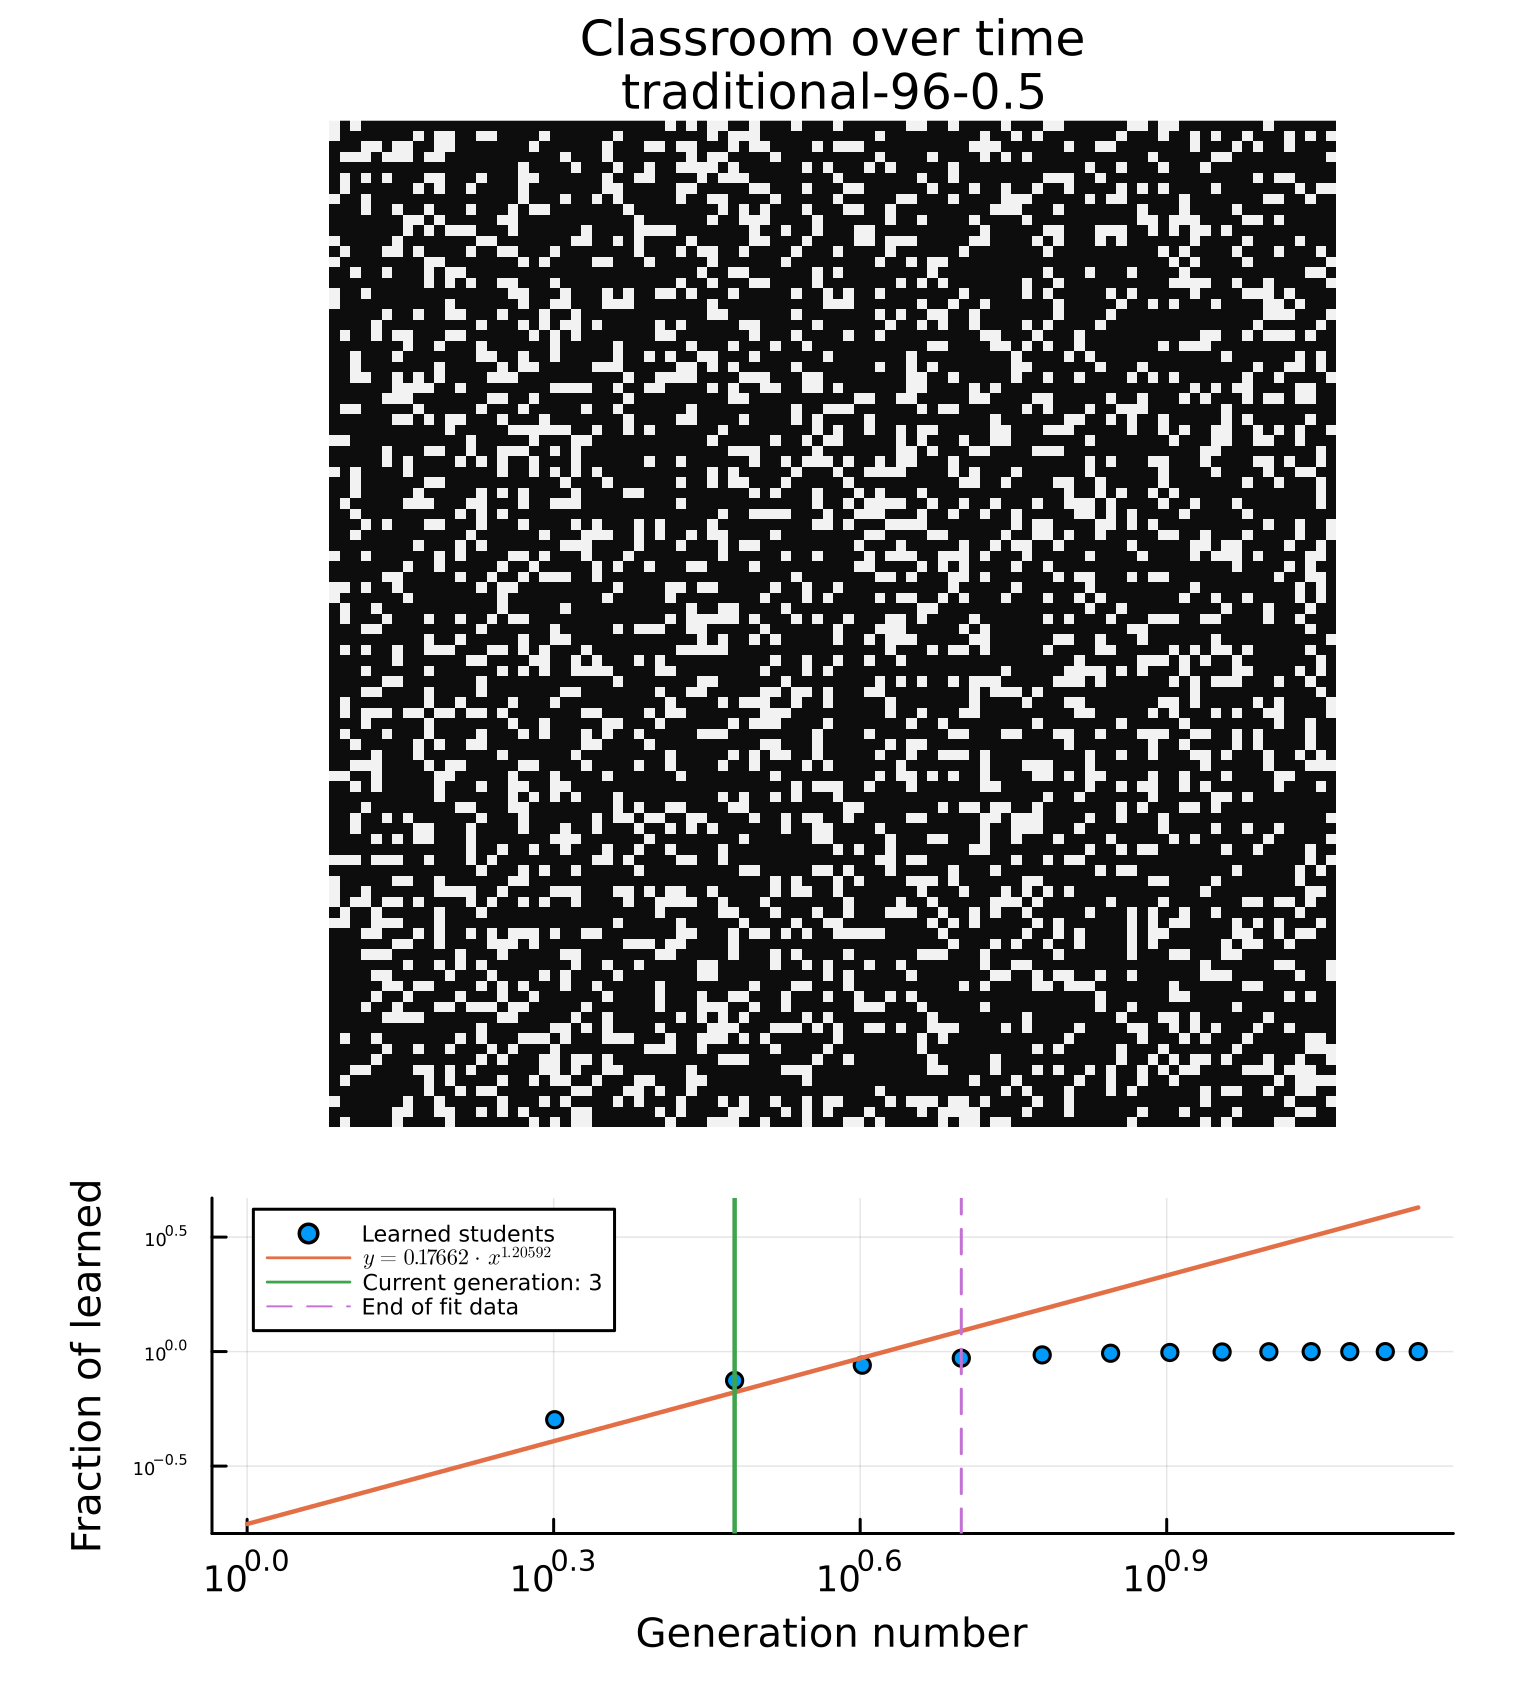 Classroom over time
traditional-96-0.5
Fraction of learned
10^0.5
10^0.0
10^−0.5
Learned students
y = 0.17662 · x^1.20592
Current generation: 3
End of fit data
10^0.0 10^0.3 10^0.6 10^0.9
Generation number